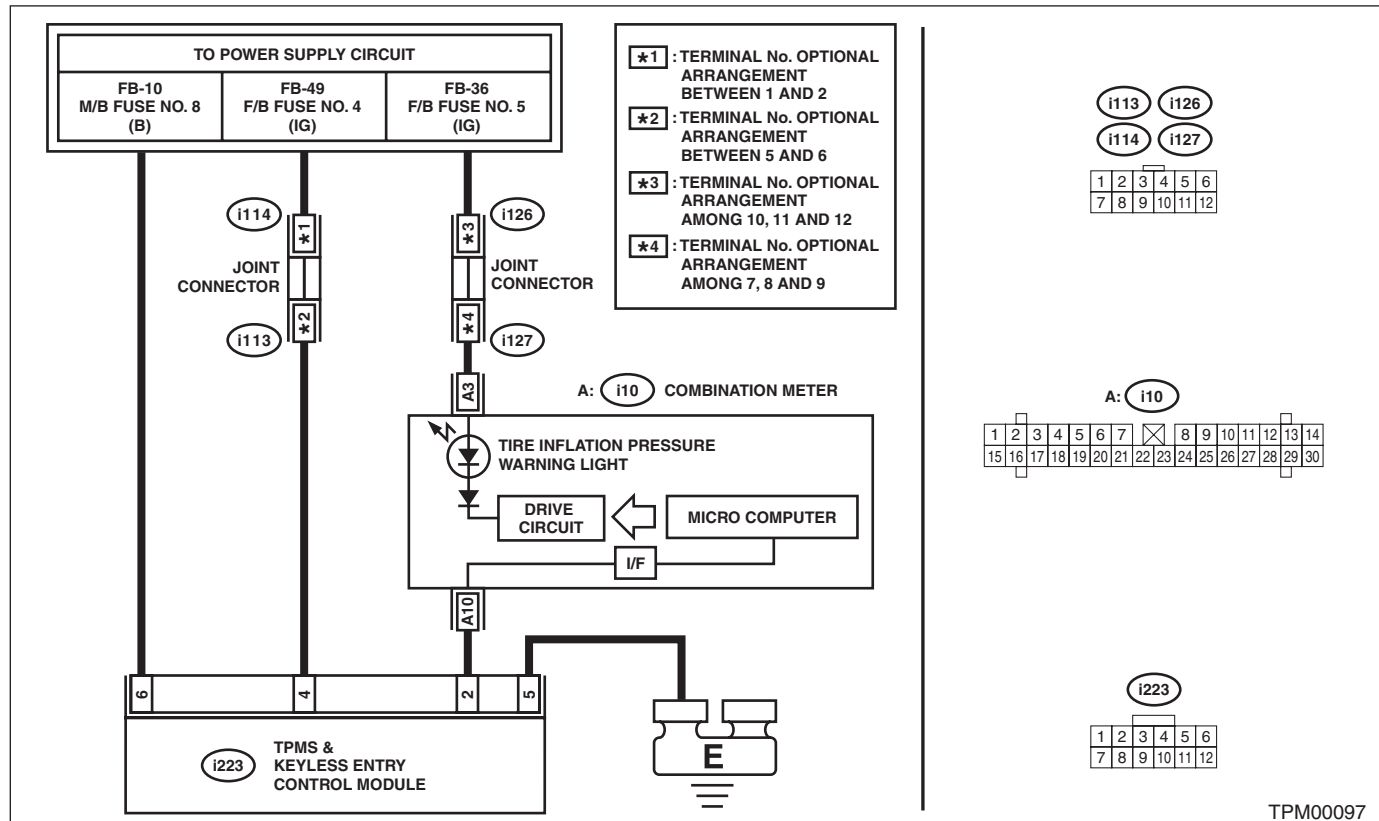 TO POWER SUPPLY CIRCUIT
FB-10
M/B FUSE NO. 8
(B)
FB-49
F/B FUSE NO. 4
(IG)
FB-36
F/B FUSE NO. 5
(IG)
*1 : TERMINAL No. OPTIONAL
ARRANGEMENT
BETWEEN 1 AND 2
*2 : TERMINAL No. OPTIONAL
ARRANGEMENT
BETWEEN 5 AND 6
*3 : TERMINAL No. OPTIONAL
ARRANGEMENT
AMONG 10, 11 AND 12
*4 : TERMINAL No. OPTIONAL
ARRANGEMENT
AMONG 7, 8 AND 9
i114
*1
JOINT
CONNECTOR
*2
i113
i126
*3
JOINT
CONNECTOR
*4
i127
A3
A: i10 COMBINATION METER
TIRE INFLATION PRESSURE
WARNING LIGHT
DRIVE
CIRCUIT
MICRO COMPUTER
I/F
A10
6
4
2
5
i223
TPMS &
KEYLESS ENTRY
CONTROL MODULE
E
i113 i126
i114 i127
1 2 3 4 5 6
7 8 9 10 11 12
A: i10
1 2 3 4 5 6 7 8 9 10 11 12 13 14
15 16 17 18 19 20 21 22 23 24 25 26 27 28 29 30
i223
1 2 3 4 5 6
7 8 9 10 11 12
TPM00097